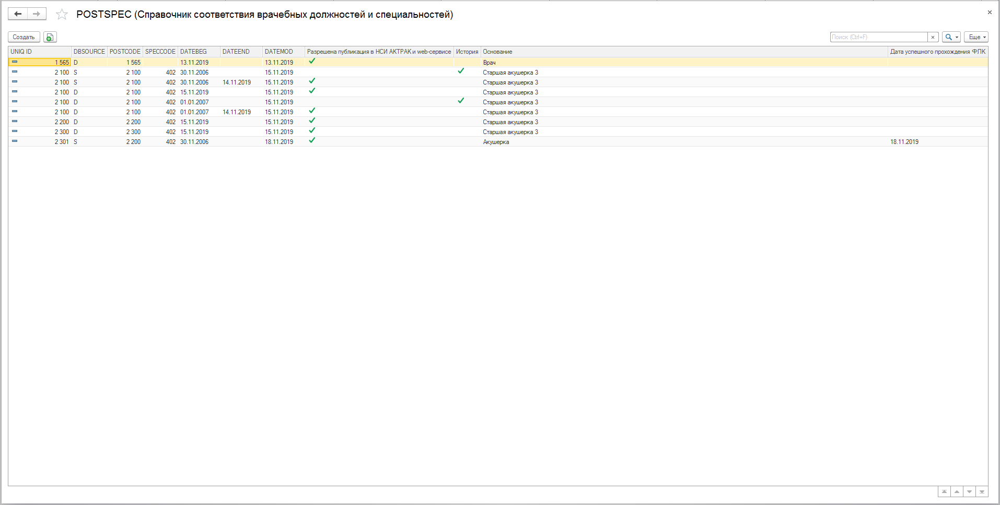 POSTSPEC (Справочник соответствия врачебных должностей и специальностей)
Создать Поиск (Ctrl+F) Еще
UNIQ ID DBSOURCE POSTCODE SPECCODE DATEBEG DATEEND DATEMOD Разрешена публикация в НСИ АКТРАК и web-сервисе История Основание Дата успешного прохождения ФЛК
1 565 D 1 565 13.11.2019 13.11.2019 Врач
2 100 S 2 100 402 30.11.2006 15.11.2019 Старшая акушерка 3
2 100 S 2 100 402 30.11.2006 14.11.2019 15.11.2019 Старшая акушерка 3
2 100 D 2 100 402 15.11.2019 15.11.2019 Старшая акушерка 3
2 100 D 2 100 402 01.01.2007 15.11.2019 Старшая акушерка 3
2 100 D 2 100 402 01.01.2007 14.11.2019 15.11.2019 Старшая акушерка 3
2 200 D 2 200 402 15.11.2019 15.11.2019 Старшая акушерка 3
2 300 D 2 300 402 15.11.2019 15.11.2019 Старшая акушерка 3
2 301 S 2 200 402 30.11.2006 18.11.2019 Акушерка 18.11.2019